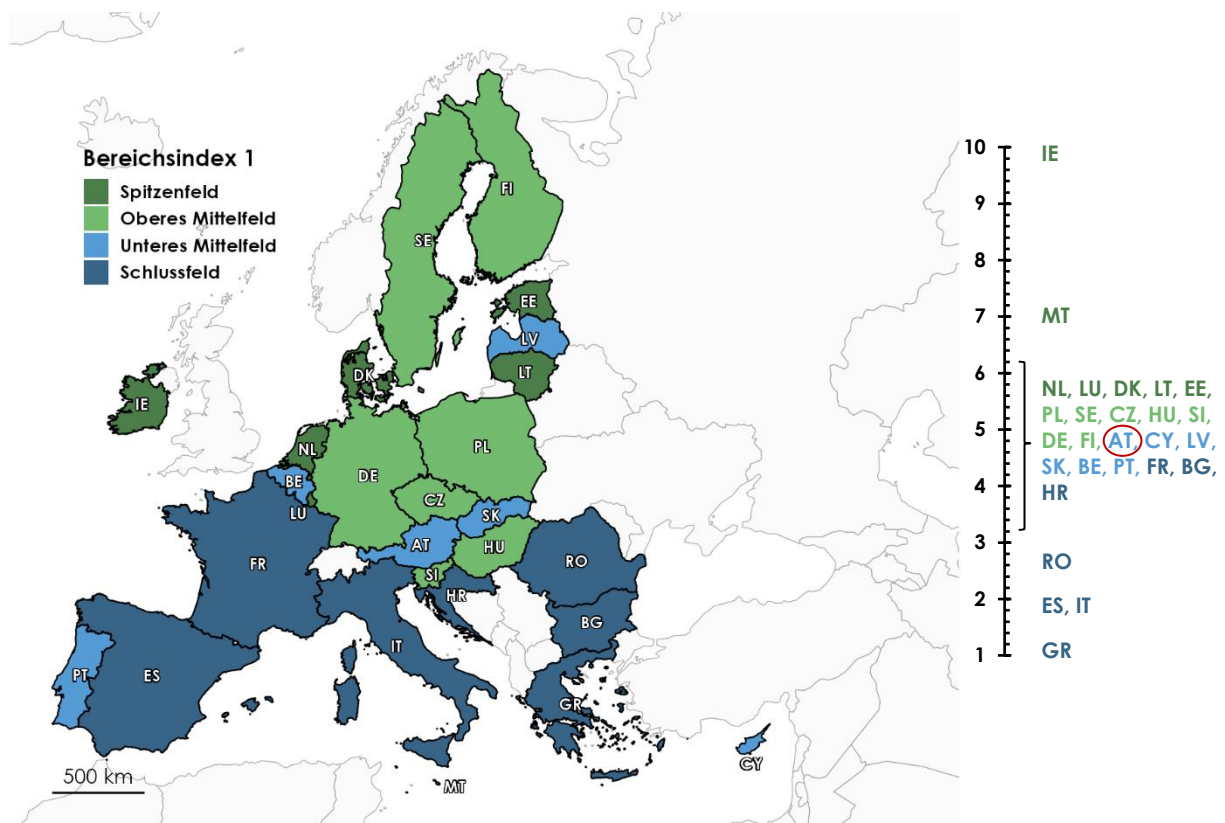 Bereichsindex 1
Spitzenfeld
Oberes Mittelfeld
Unteres Mittelfeld
Schlussfeld
FI
SE
EE
LV
LT
DK
IE
NL
PL
BE
DE
LU
CZ
SK
AT
HU
FR
SI
RO
HR
BG
IT
PT
ES
GR
CY
MT
500 km
10
9
8
7
6
5
4
3
2
1
IE
MT
NL, LU, DK, LT, EE,
PL, SE, CZ, HU, SI,
DE, FI, AT, CY, LV,
SK, BE, PT, FR, BG,
HR
RO
ES, IT
GR